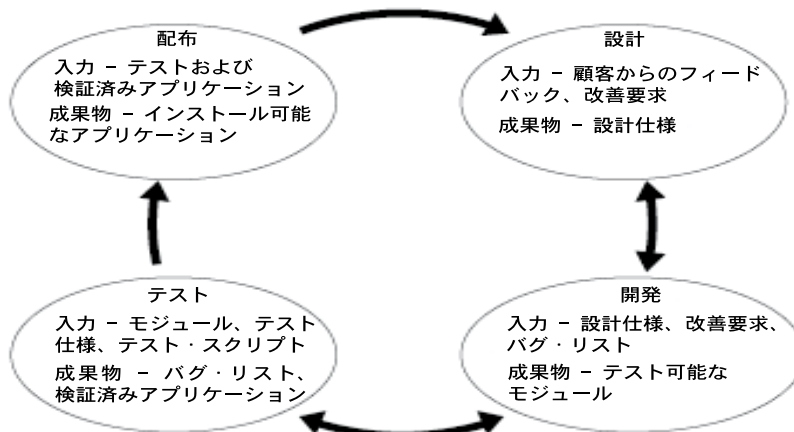 配布
入力 － テストおよび
検証済みアプリケーション
成果物 － インストール可能
なアプリケーション
設計
入力 － 顧客からのフィード
バック、改善要求
成果物 － 設計仕様
テスト
入力 － モジュール、テスト
仕様、テスト・スクリプト
成果物 － バグ・リスト、
検証済みアプリケーション
開発
入力 － 設計仕様、改善要求、
バグ・リスト
成果物 － テスト可能な
モジュール